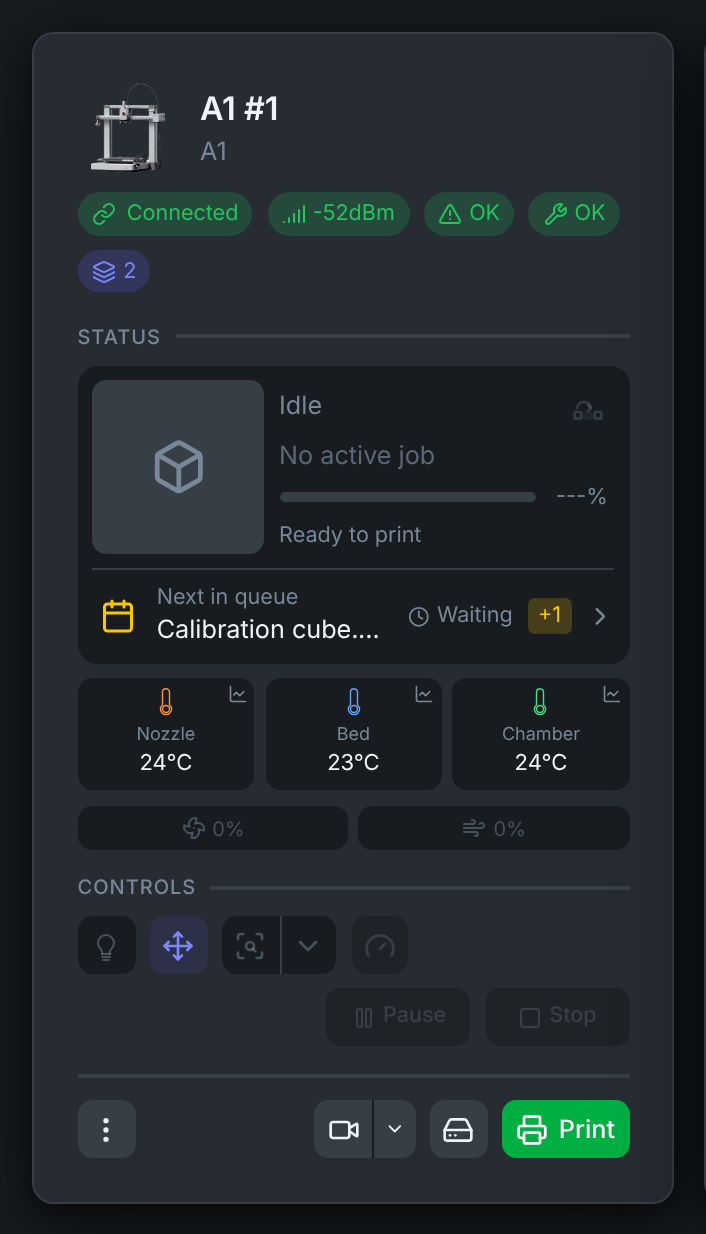 A1 #1
A1
Connected
-52dBm
OK
OK
2
STATUS
Idle
No active job
---%
Ready to print
Next in queue
Calibration cube....
Waiting
+1
Nozzle
24°C
Bed
23°C
Chamber
24°C
0%
0%
CONTROLS
Pause
Stop
Print